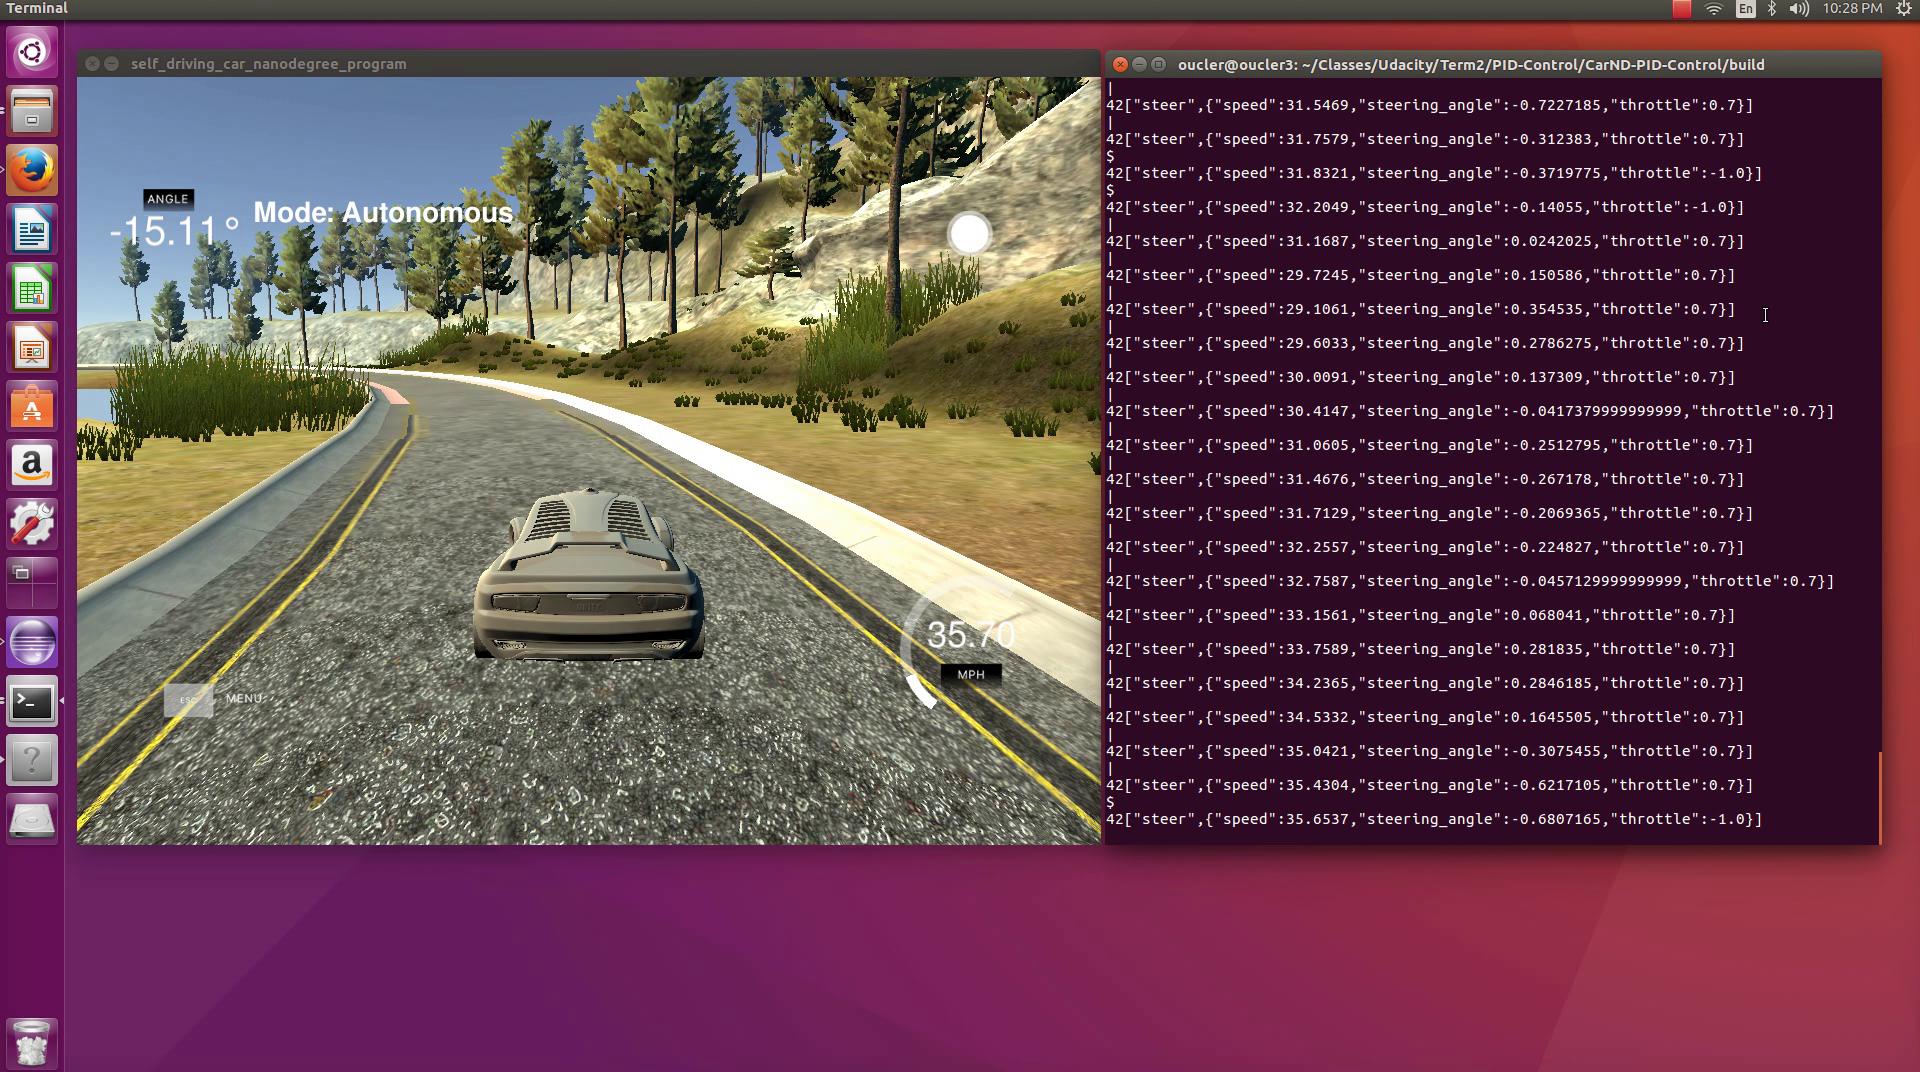 Terminal
En
10:28 PM
self_driving_car_nanodegree_program
ANGLE
-15.11°
Mode: Autonomous
35.70
MPH
ESC
MENU
oucler@oucler3: ~/Classes/Udacity/Term2/PID-Control/CarND-PID-Control/build
|
42["steer",{"speed":31.5469,"steering_angle":-0.7227185,"throttle":0.7}]
|
42["steer",{"speed":31.7579,"steering_angle":-0.312383,"throttle":0.7}]
$
42["steer",{"speed":31.8321,"steering_angle":-0.3719775,"throttle":-1.0}]
$
42["steer",{"speed":32.2049,"steering_angle":-0.14055,"throttle":-1.0}]
|
42["steer",{"speed":31.1687,"steering_angle":0.0242025,"throttle":0.7}]
|
42["steer",{"speed":29.7245,"steering_angle":0.150586,"throttle":0.7}]
|
42["steer",{"speed":29.1061,"steering_angle":0.354535,"throttle":0.7}]
|
42["steer",{"speed":29.6033,"steering_angle":0.2786275,"throttle":0.7}]
|
42["steer",{"speed":30.0091,"steering_angle":0.137309,"throttle":0.7}]
|
42["steer",{"speed":30.4147,"steering_angle":-0.0417379999999999,"throttle":0.7}]
|
42["steer",{"speed":31.0605,"steering_angle":-0.2512795,"throttle":0.7}]
|
42["steer",{"speed":31.4676,"steering_angle":-0.267178,"throttle":0.7}]
|
42["steer",{"speed":31.7129,"steering_angle":-0.2069365,"throttle":0.7}]
|
42["steer",{"speed":32.2557,"steering_angle":-0.224827,"throttle":0.7}]
|
42["steer",{"speed":32.7587,"steering_angle":-0.0457129999999999,"throttle":0.7}]
|
42["steer",{"speed":33.1561,"steering_angle":0.068041,"throttle":0.7}]
|
42["steer",{"speed":33.7589,"steering_angle":0.281835,"throttle":0.7}]
|
42["steer",{"speed":34.2365,"steering_angle":0.2846185,"throttle":0.7}]
|
42["steer",{"speed":34.5332,"steering_angle":0.1645505,"throttle":0.7}]
|
42["steer",{"speed":35.0421,"steering_angle":-0.3075455,"throttle":0.7}]
|
42["steer",{"speed":35.4304,"steering_angle":-0.6217105,"throttle":0.7}]
$
42["steer",{"speed":35.6537,"steering_angle":-0.6807165,"throttle":-1.0}]